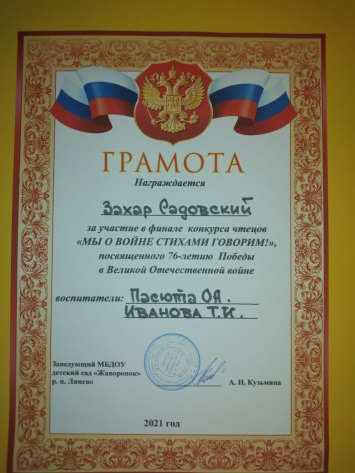 ГРАМОТА
Награждается
Захар Садовский
за участие в финале конкурса чтецов
«МЫ О ВОЙНЕ СТИХАМИ ГОВОРИМ!»,
посвященного 76-летию Победы
в Великой Отечественной войне
воспитатели: Пасюта О.А.
Иванова Т.И.
Заведующий МБДОУ
детский сад «Жаворонок»
р. п. Линево
А. Н. Кузьмина
2021 год